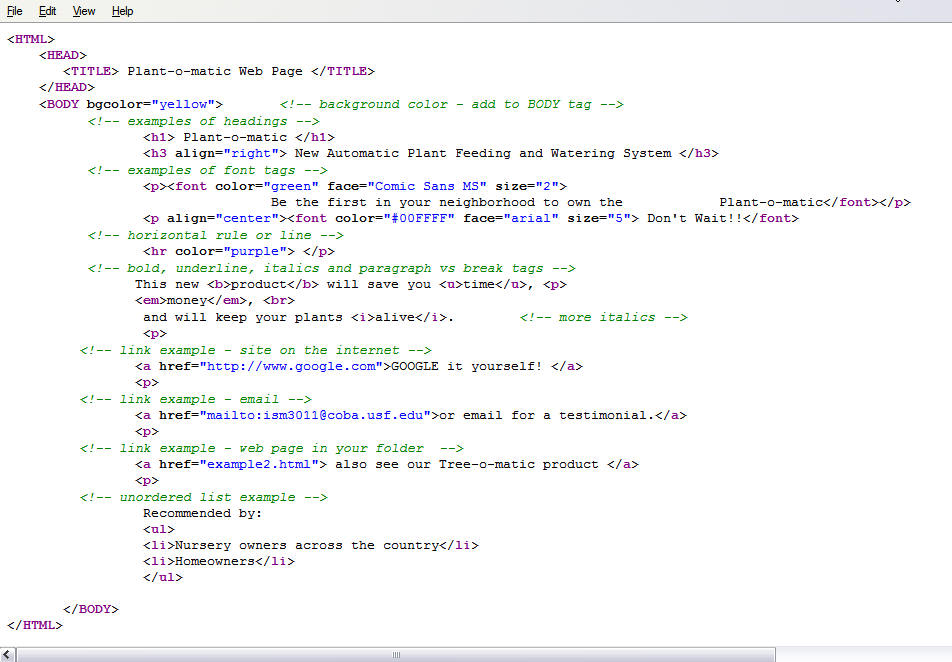 File Edit View Help
<HTML>
<HEAD>
<TITLE> Plant-o-matic Web Page </TITLE>
</HEAD>
<BODY bgcolor="yellow"> <!-- background color - add to BODY tag -->
<!-- examples of headings -->
<h1> Plant-o-matic </h1>
<h3 align="right"> New Automatic Plant Feeding and Watering System </h3>
<!-- examples of font tags -->
<p><font color="green" face="Comic Sans MS" size="2">
Be the first in your neighborhood to own the Plant-o-matic</font></p>
<p align="center"><font color="#00FFFF" face="arial" size="5"> Don't Wait!!</font>
<!-- horizontal rule or line -->
<hr color="purple"> </p>
<!-- bold, underline, italics and paragraph vs break tags -->
This new <b>product</b> will save you <u>time</u>, <p>
<em>money</em>, <br>
and will keep your plants <i>alive</i>. <!-- more italics -->
<p>
<!-- link example - site on the internet -->
<a href="http://www.google.com">GOOGLE it yourself! </a>
<p>
<!-- link example - email -->
<a href="mailto:ism3011@coba.usf.edu">or email for a testimonial.</a>
<p>
<!-- link example - web page in your folder -->
<a href="example2.html"> also see our Tree-o-matic product </a>
<p>
<!-- unordered list example -->
Recommended by:
<ul>
<li>Nursery owners across the country</li>
<li>Homeowners</li>
</ul>
</BODY>
</HTML>